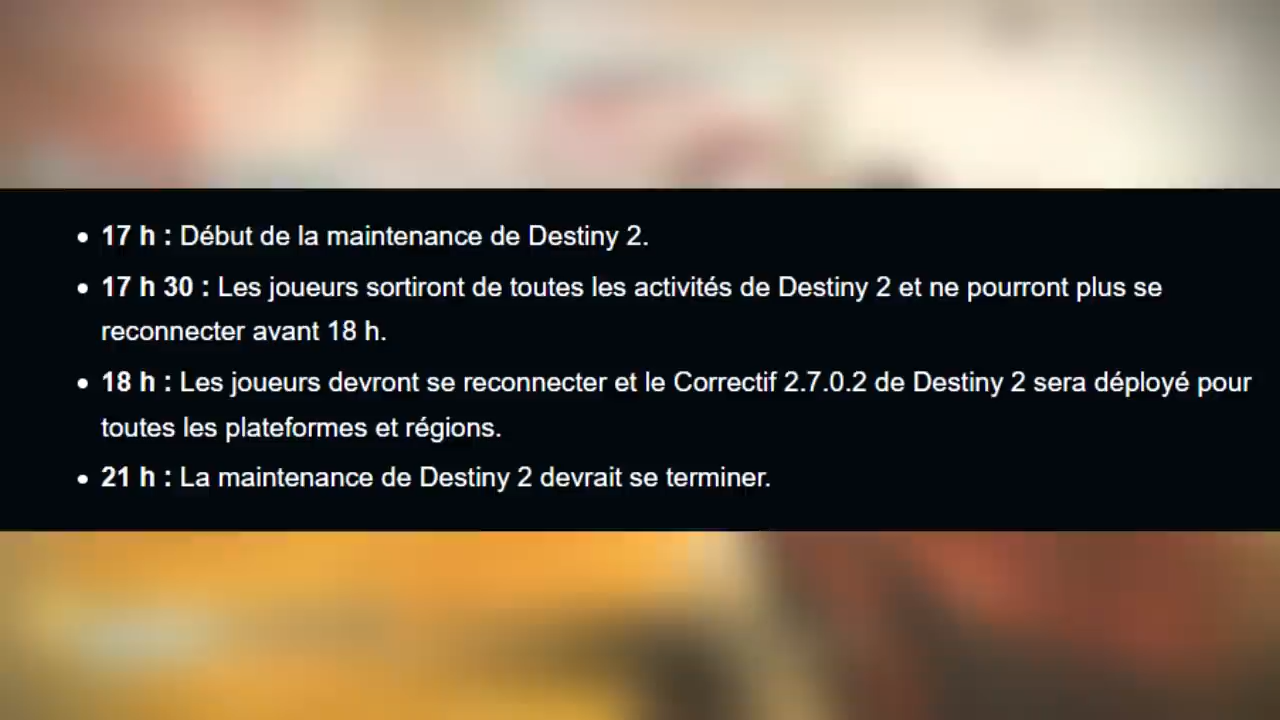 • 17 h : Début de la maintenance de Destiny 2.
• 17 h 30 : Les joueurs sortiront de toutes les activités de Destiny 2 et ne pourront plus se
reconnecter avant 18 h.
• 18 h : Les joueurs devront se reconnecter et le Correctif 2.7.0.2 de Destiny 2 sera déployé pour
toutes les plateformes et régions.
• 21 h : La maintenance de Destiny 2 devrait se terminer.